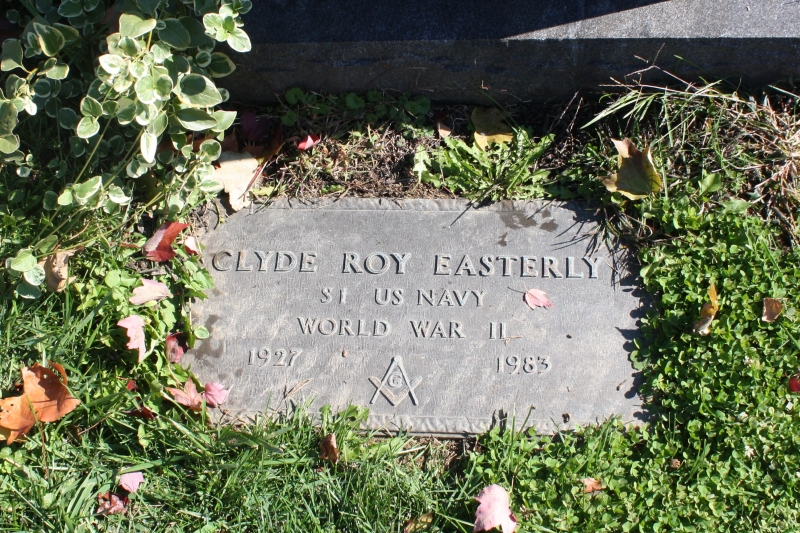 CLYDE ROY EASTERLY
S1 US NAVY
WORLD WAR II
1927 1983
G